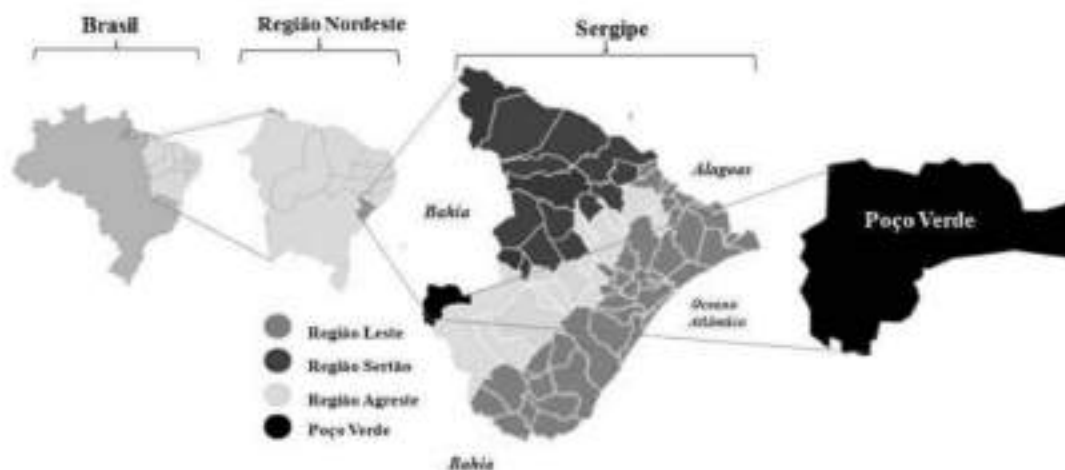 Brasil
Região Nordeste
Sergipe
Alagoas
Bahia
Poço Verde
Oceano
Atlântico
Região Leste
Região Sertão
Região Agreste
Poço Verde
Bahia